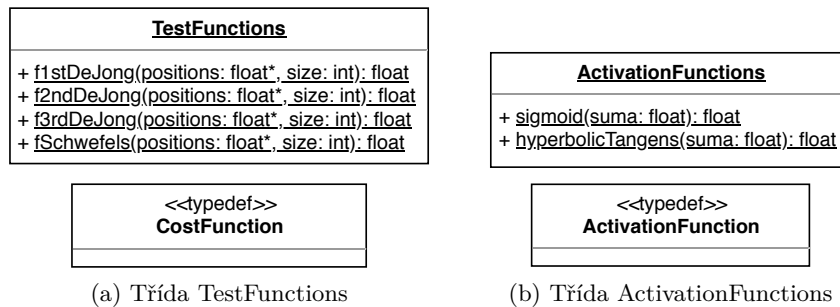 TestFunctions
+ f1stDeJong(positions: float*, size: int): float
+ f2ndDeJong(positions: float*, size: int): float
+ f3rdDeJong(positions: float*, size: int): float
+ fSchwefels(positions: float*, size: int): float
<<typedef>>
CostFunction
(a) Třída TestFunctions
ActivationFunctions
+ sigmoid(suma: float): float
+ hyperbolicTangens(suma: float): float
<<typedef>>
ActivationFunction
(b) Třída ActivationFunctions